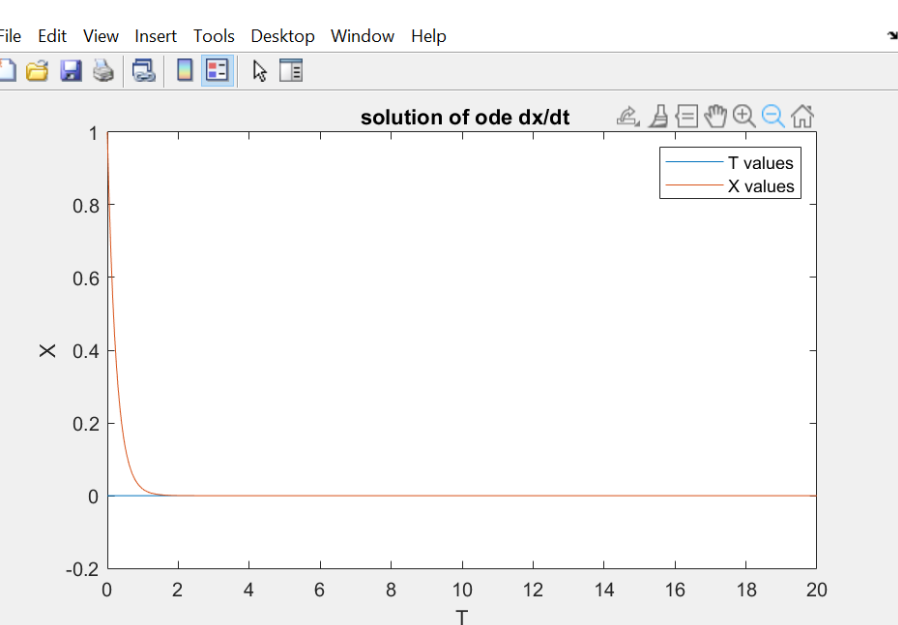 File Edit View Insert Tools Desktop Window Help
solution of ode dx/dt
T values
X values
1
0.8
0.6
0.4
0.2
0
-0.2
X
0 2 4 6 8 10 12 14 16 18 20
T